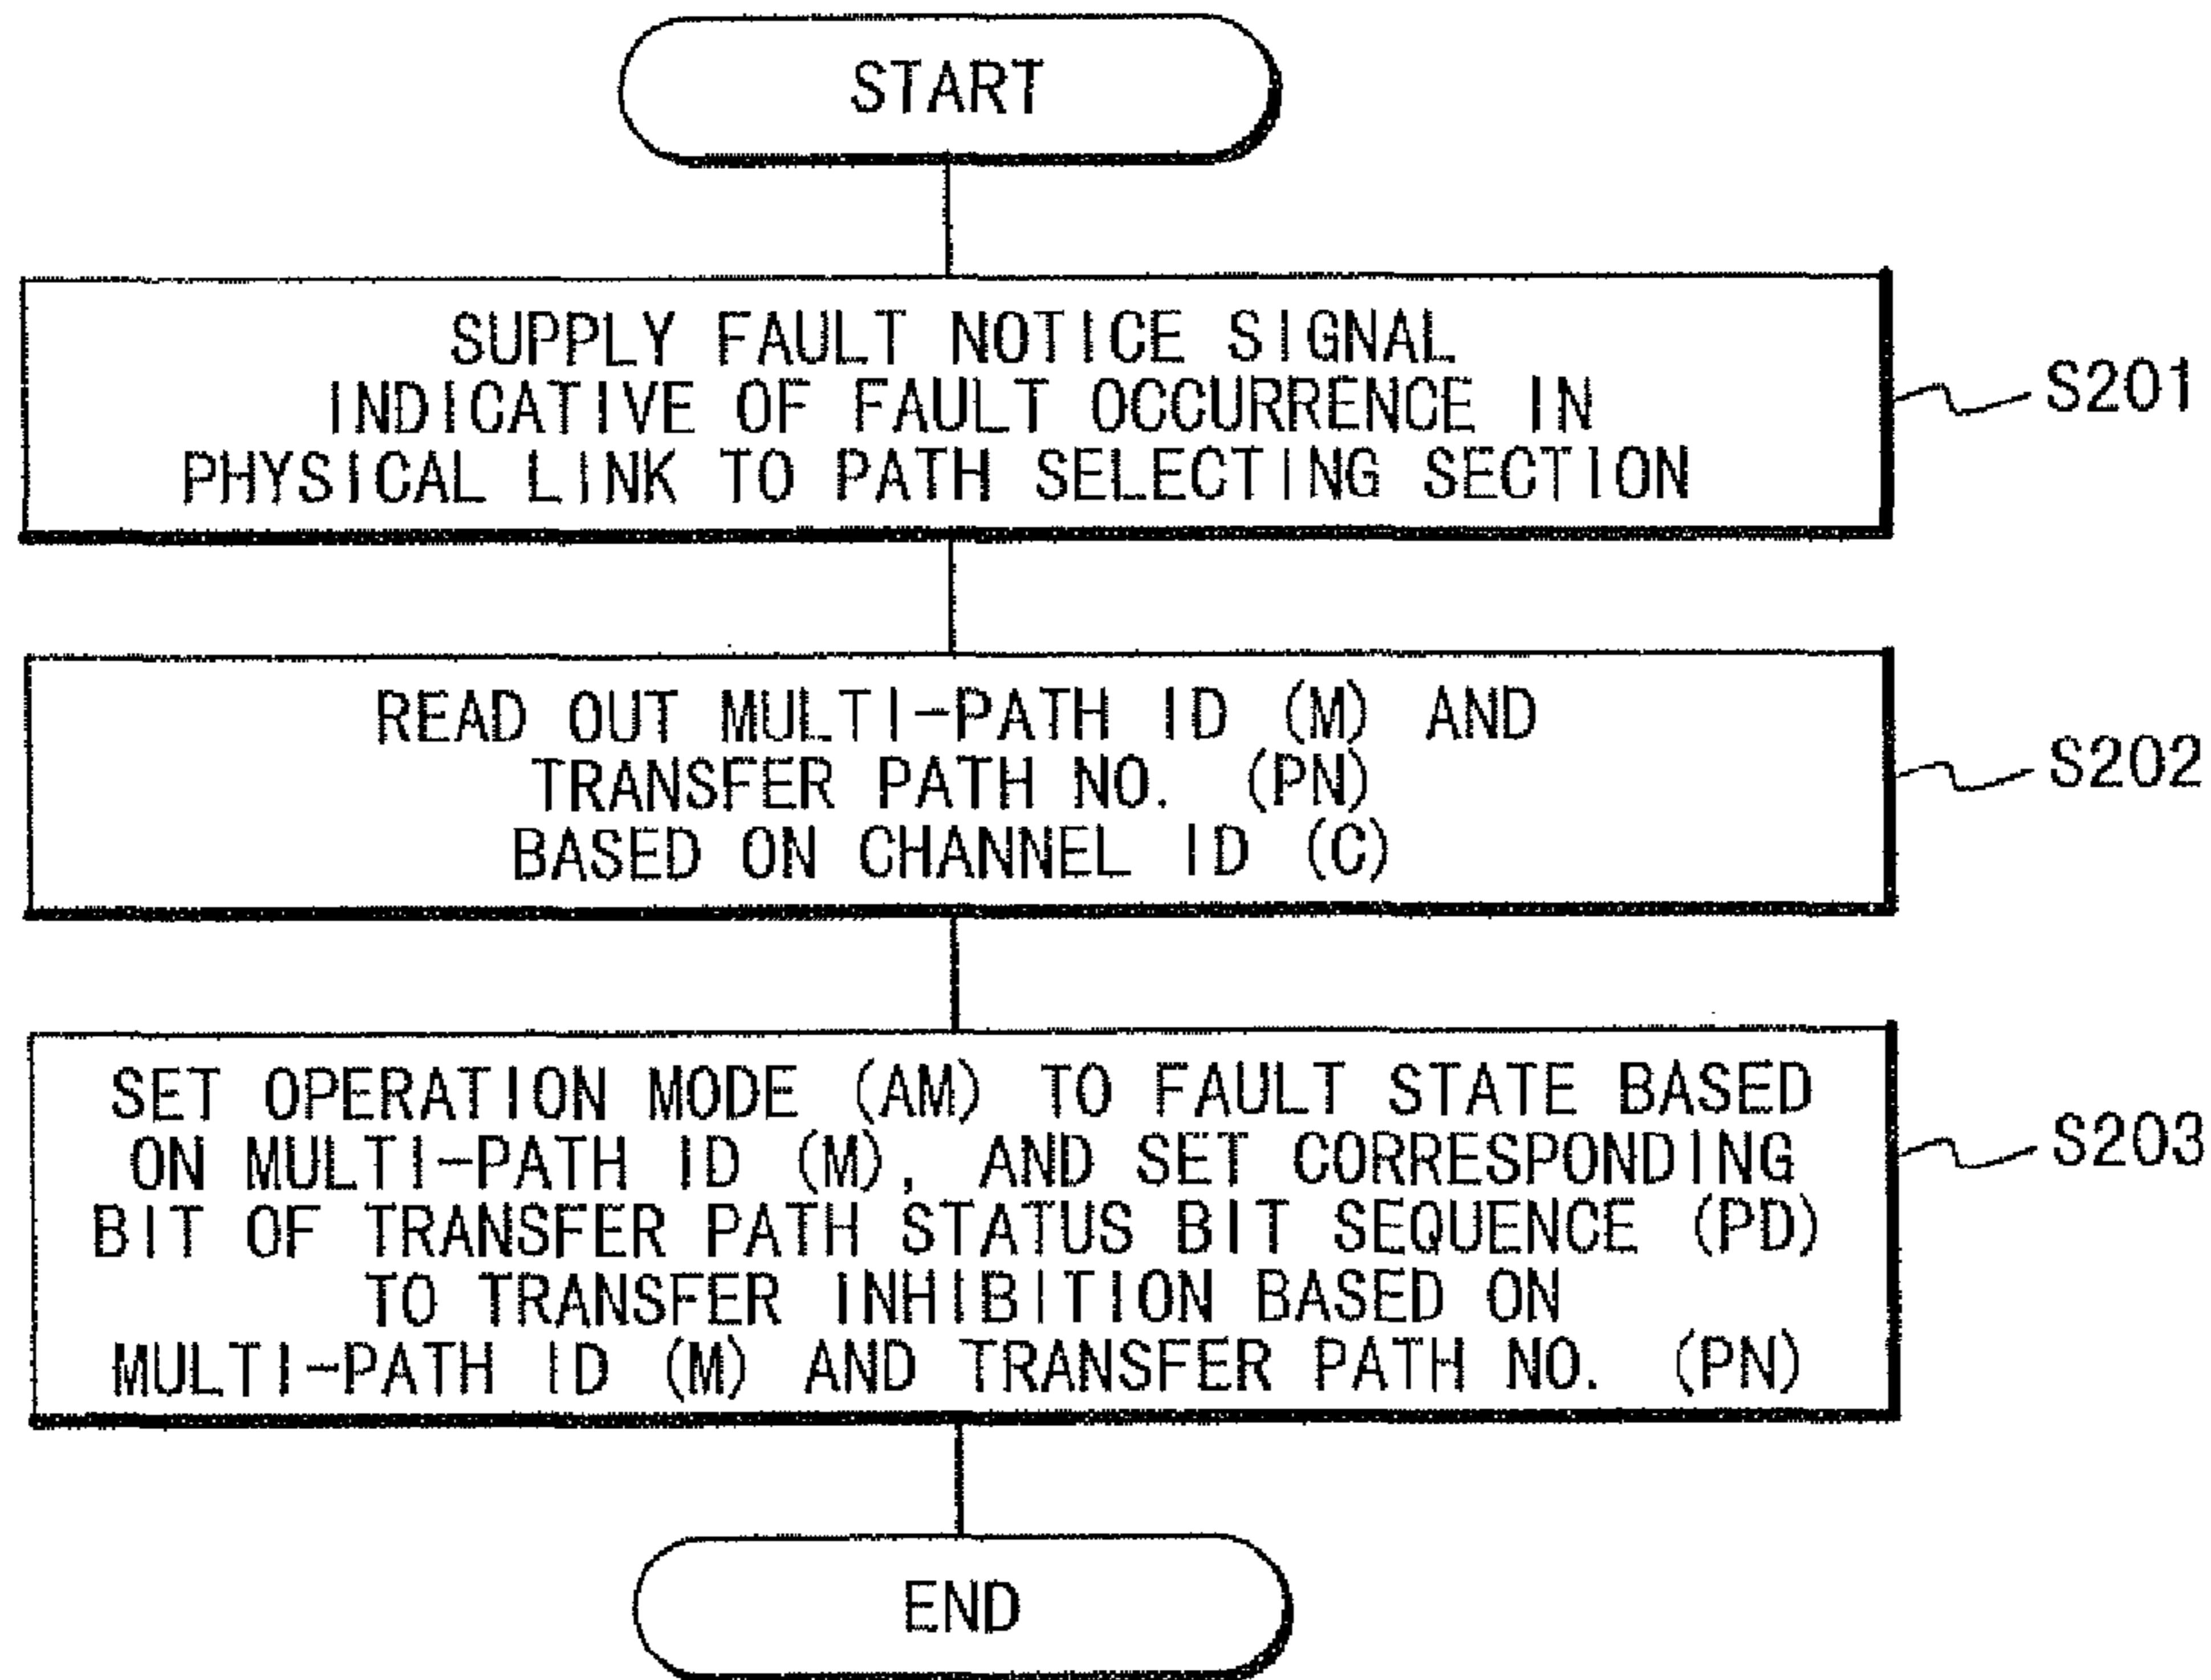 START
SUPPLY FAULT NOTICE SIGNAL
INDICATIVE OF FAULT OCCURRENCE IN
PHYSICAL LINK TO PATH SELECTING SECTION
S201
READ OUT MULTI-PATH ID (M) AND
TRANSFER PATH NO. (PN)
BASED ON CHANNEL ID (C)
S202
SET OPERATION MODE (AM) TO FAULT STATE BASED
ON MULTI-PATH ID (M), AND SET CORRESPONDING
BIT OF TRANSFER PATH STATUS BIT SEQUENCE (PD)
TO TRANSFER INHIBITION BASED ON
MULTI-PATH ID (M) AND TRANSFER PATH NO. (PN)
S203
END